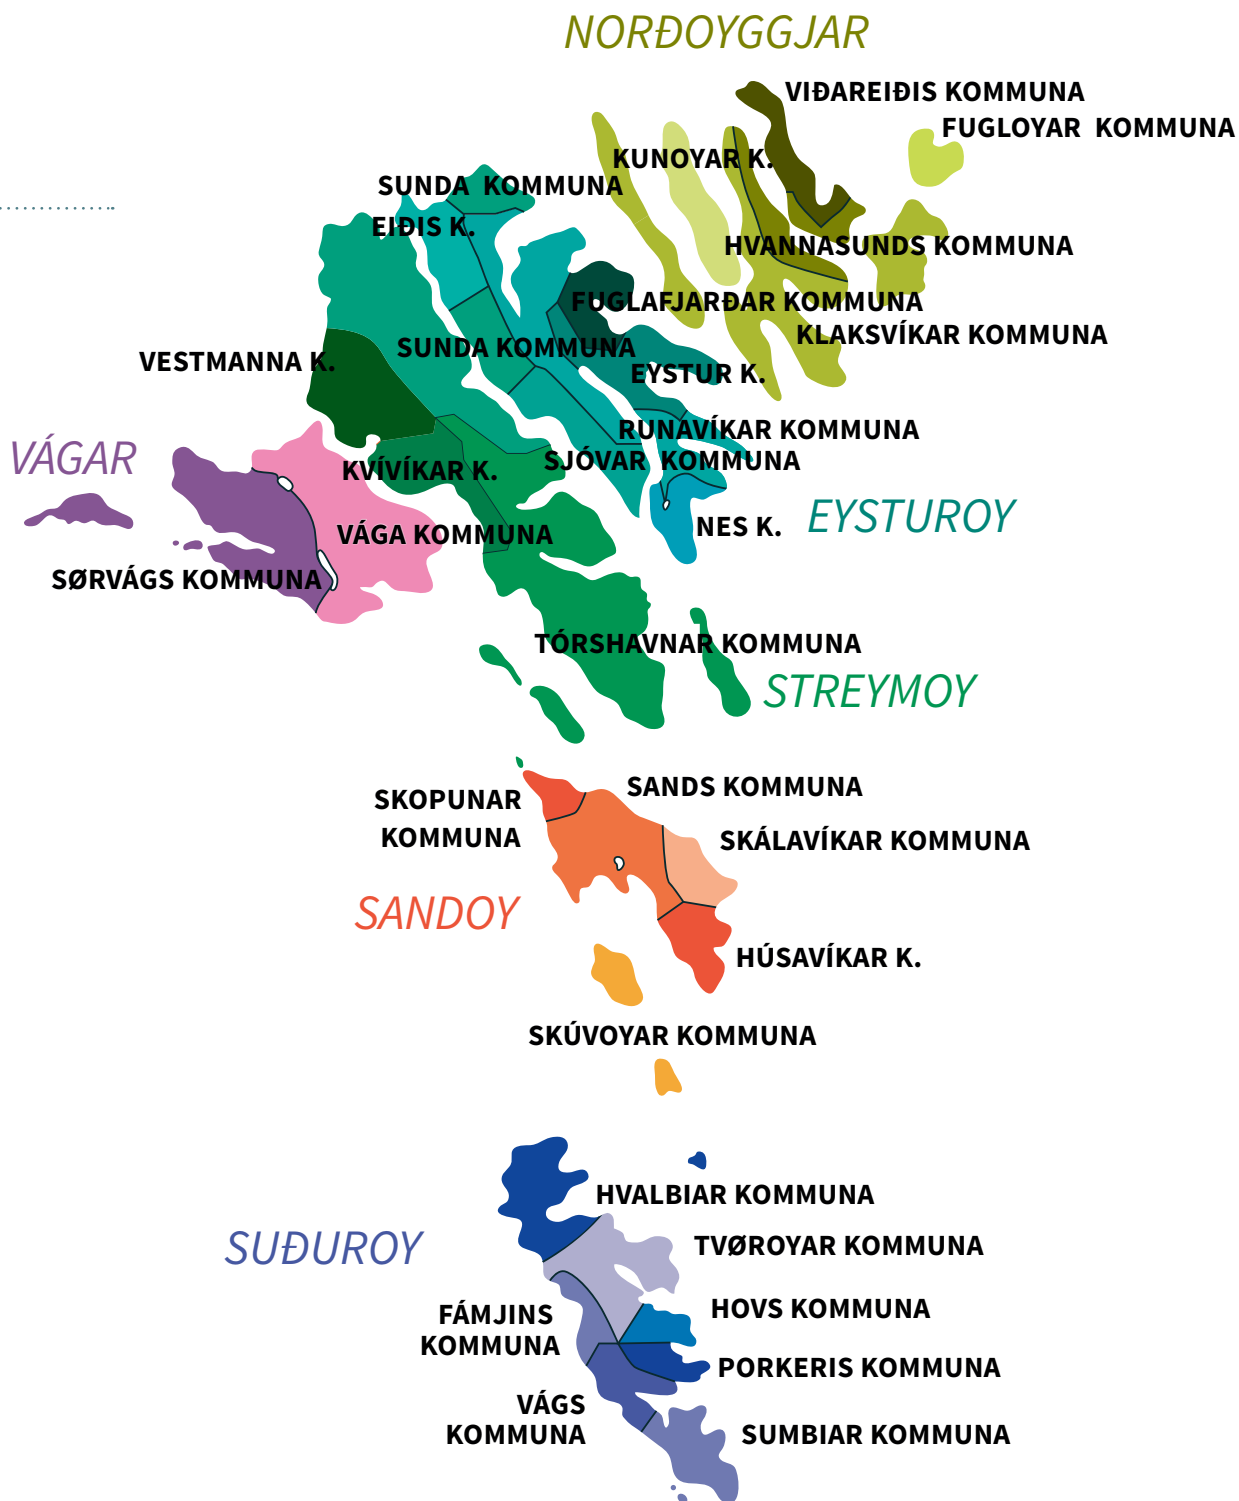 NORÐOYGGJAR
VIÐAREIÐIS KOMMUNA
FUGLOYAR KOMMUNA
KUNOYAR K.
SUNDA KOMMUNA
EIÐIS K.
HVANNASUNDS KOMMUNA
FUGLAFJARÐAR KOMMUNA
KLAKSVÍKAR KOMMUNA
SUNDA KOMMUNA
VESTMANNA K.
EYSTUR K.
RUNAVÍKAR KOMMUNA
VÁGAR
SJÓVAR KOMMUNA
KVÍVÍKAR K.
EYSTUROY
NES K.
VÁGA KOMMUNA
SØRVÁGS KOMMUNA
TÓRSHAVNAR KOMMUNA
STREYMOY
SANDS KOMMUNA
SKOPUNAR
KOMMUNA
SKÁLAVÍKAR KOMMUNA
SANDOY
HÚSAVÍKAR K.
SKÚVOYAR KOMMUNA
HVALBIAR KOMMUNA
TVØROYAR KOMMUNA
SUÐUROY
HOVS KOMMUNA
FÁMJINS
KOMMUNA
PORKERIS KOMMUNA
VÁGS
KOMMUNA
SUMBIAR KOMMUNA